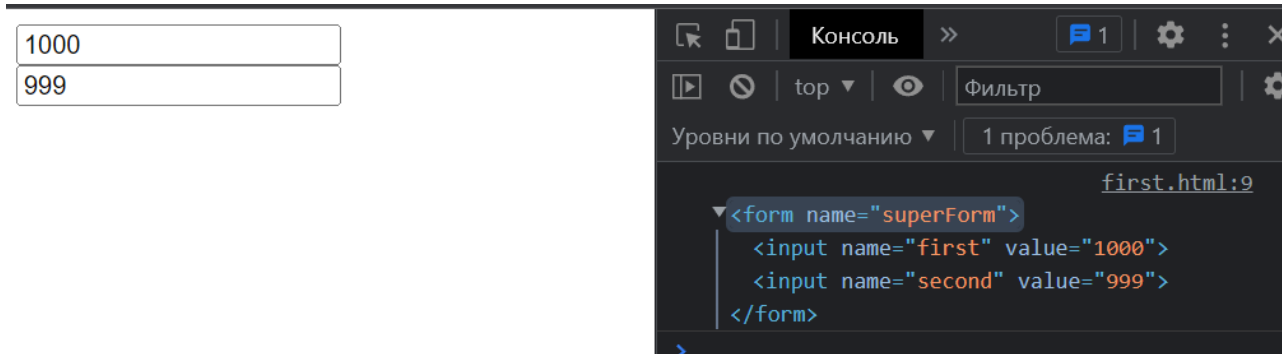 1000
999
Консоль » 1
top ▼ Фильтр
Уровни по умолчанию ▼ 1 проблема: 1
first.html:9
▼<form name="superForm">
<input name="first" value="1000">
<input name="second" value="999">
</form>
>